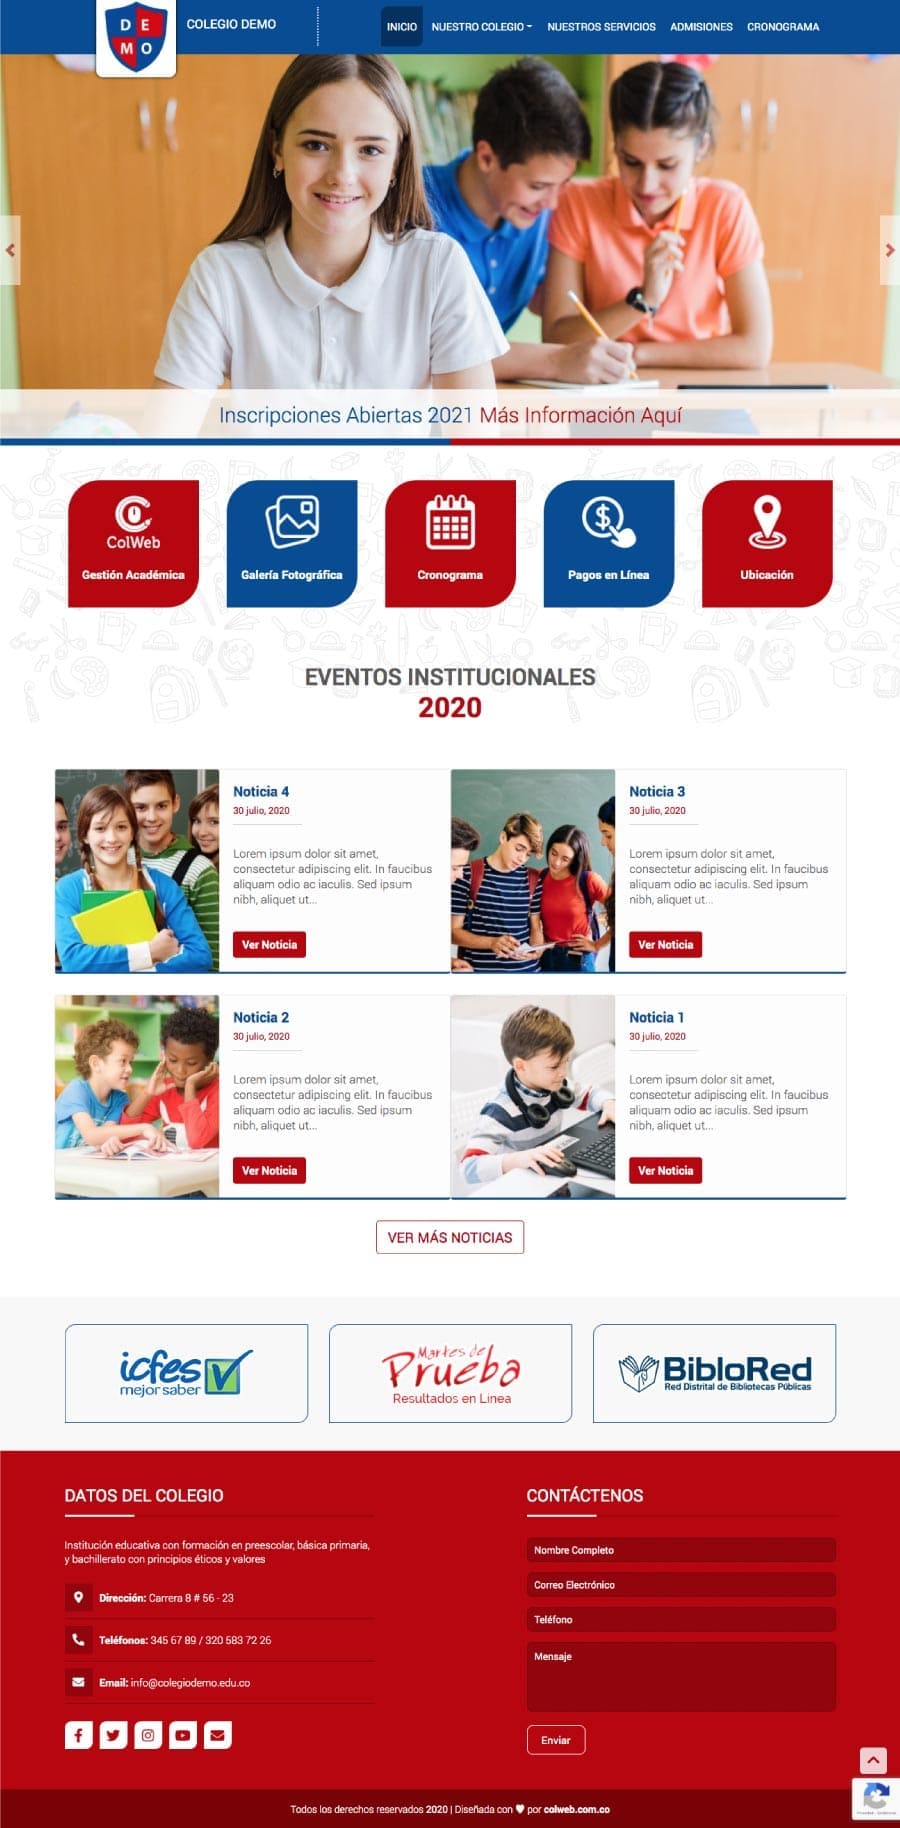 D E
M O
COLEGIO DEMO
INICIO
NUESTRO COLEGIO
NUESTROS SERVICIOS
ADMISIONES
CRONOGRAMA
Inscripciones Abiertas 2021 Más Información Aquí
ColWeb
Gestión Académica
Galería Fotográfica
Cronograma
Pagos en Línea
Ubicación
EVENTOS INSTITUCIONALES
2020
Noticia 4
30 julio, 2020
Lorem ipsum dolor sit amet,
consectetur adipiscing elit. In faucibus
aliquam odio ac iaculis. Sed ipsum
nibh, aliquet ut...
Ver Noticia
Noticia 3
30 julio, 2020
Lorem ipsum dolor sit amet,
consectetur adipiscing elit. In faucibus
aliquam odio ac iaculis. Sed ipsum
nibh, aliquet ut...
Ver Noticia
Noticia 2
30 julio, 2020
Lorem ipsum dolor sit amet,
consectetur adipiscing elit. In faucibus
aliquam odio ac iaculis. Sed ipsum
nibh, aliquet ut...
Ver Noticia
Noticia 1
30 julio, 2020
Lorem ipsum dolor sit amet,
consectetur adipiscing elit. In faucibus
aliquam odio ac iaculis. Sed ipsum
nibh, aliquet ut...
Ver Noticia
VER MÁS NOTICIAS
icfes
mejor saber
Martes de
Prueba
Resultados en Linea
BibloRed
Red Distrital de Bibliotecas Públicas
DATOS DEL COLEGIO
Institución educativa con formación en preescolar, básica primaria,
y bachillerato con principios éticos y valores
Dirección: Carrera 8 # 56 - 23
Teléfonos: 345 67 89 / 320 583 72 26
Email: info@colegiodemo.edu.co
CONTÁCTENOS
Nombre Completo
Correo Electrónico
Teléfono
Mensaje
Enviar
Todos los derechos reservados 2020 | Diseñada con ♥ por colweb.com.co